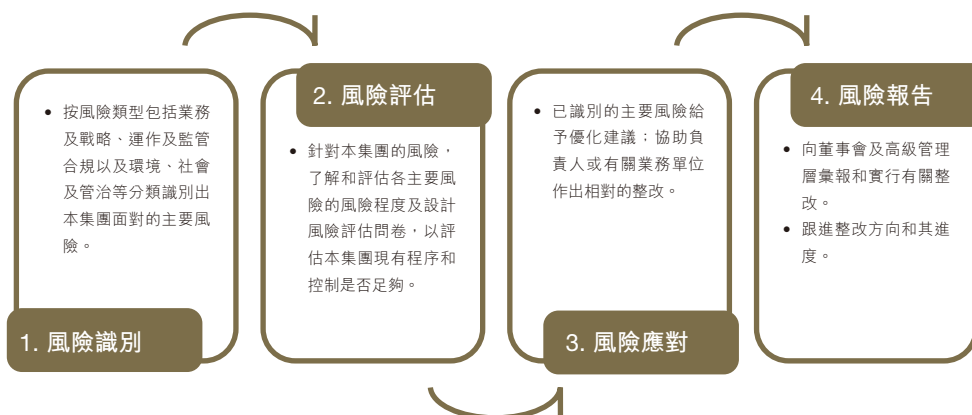 • 按風險類型包括業務
及戰略、運作及監管
合規以及環境、社會
及管治等分類識別出
本集團面對的主要風
險。
1. 風險識別
2. 風險評估
• 針對本集團的風險，
了解和評估各主要風
險的風險程度及設計
風險評估問卷，以評
估本集團現有程序和
控制是否足夠。
• 已識別的主要風險給
予優化建議；協助負
責人或有關業務單位
作出相對的整改。
3. 風險應對
4. 風險報告
• 向董事會及高級管理
層彙報和實行有關整
改。
• 跟進整改方向和其進
度。